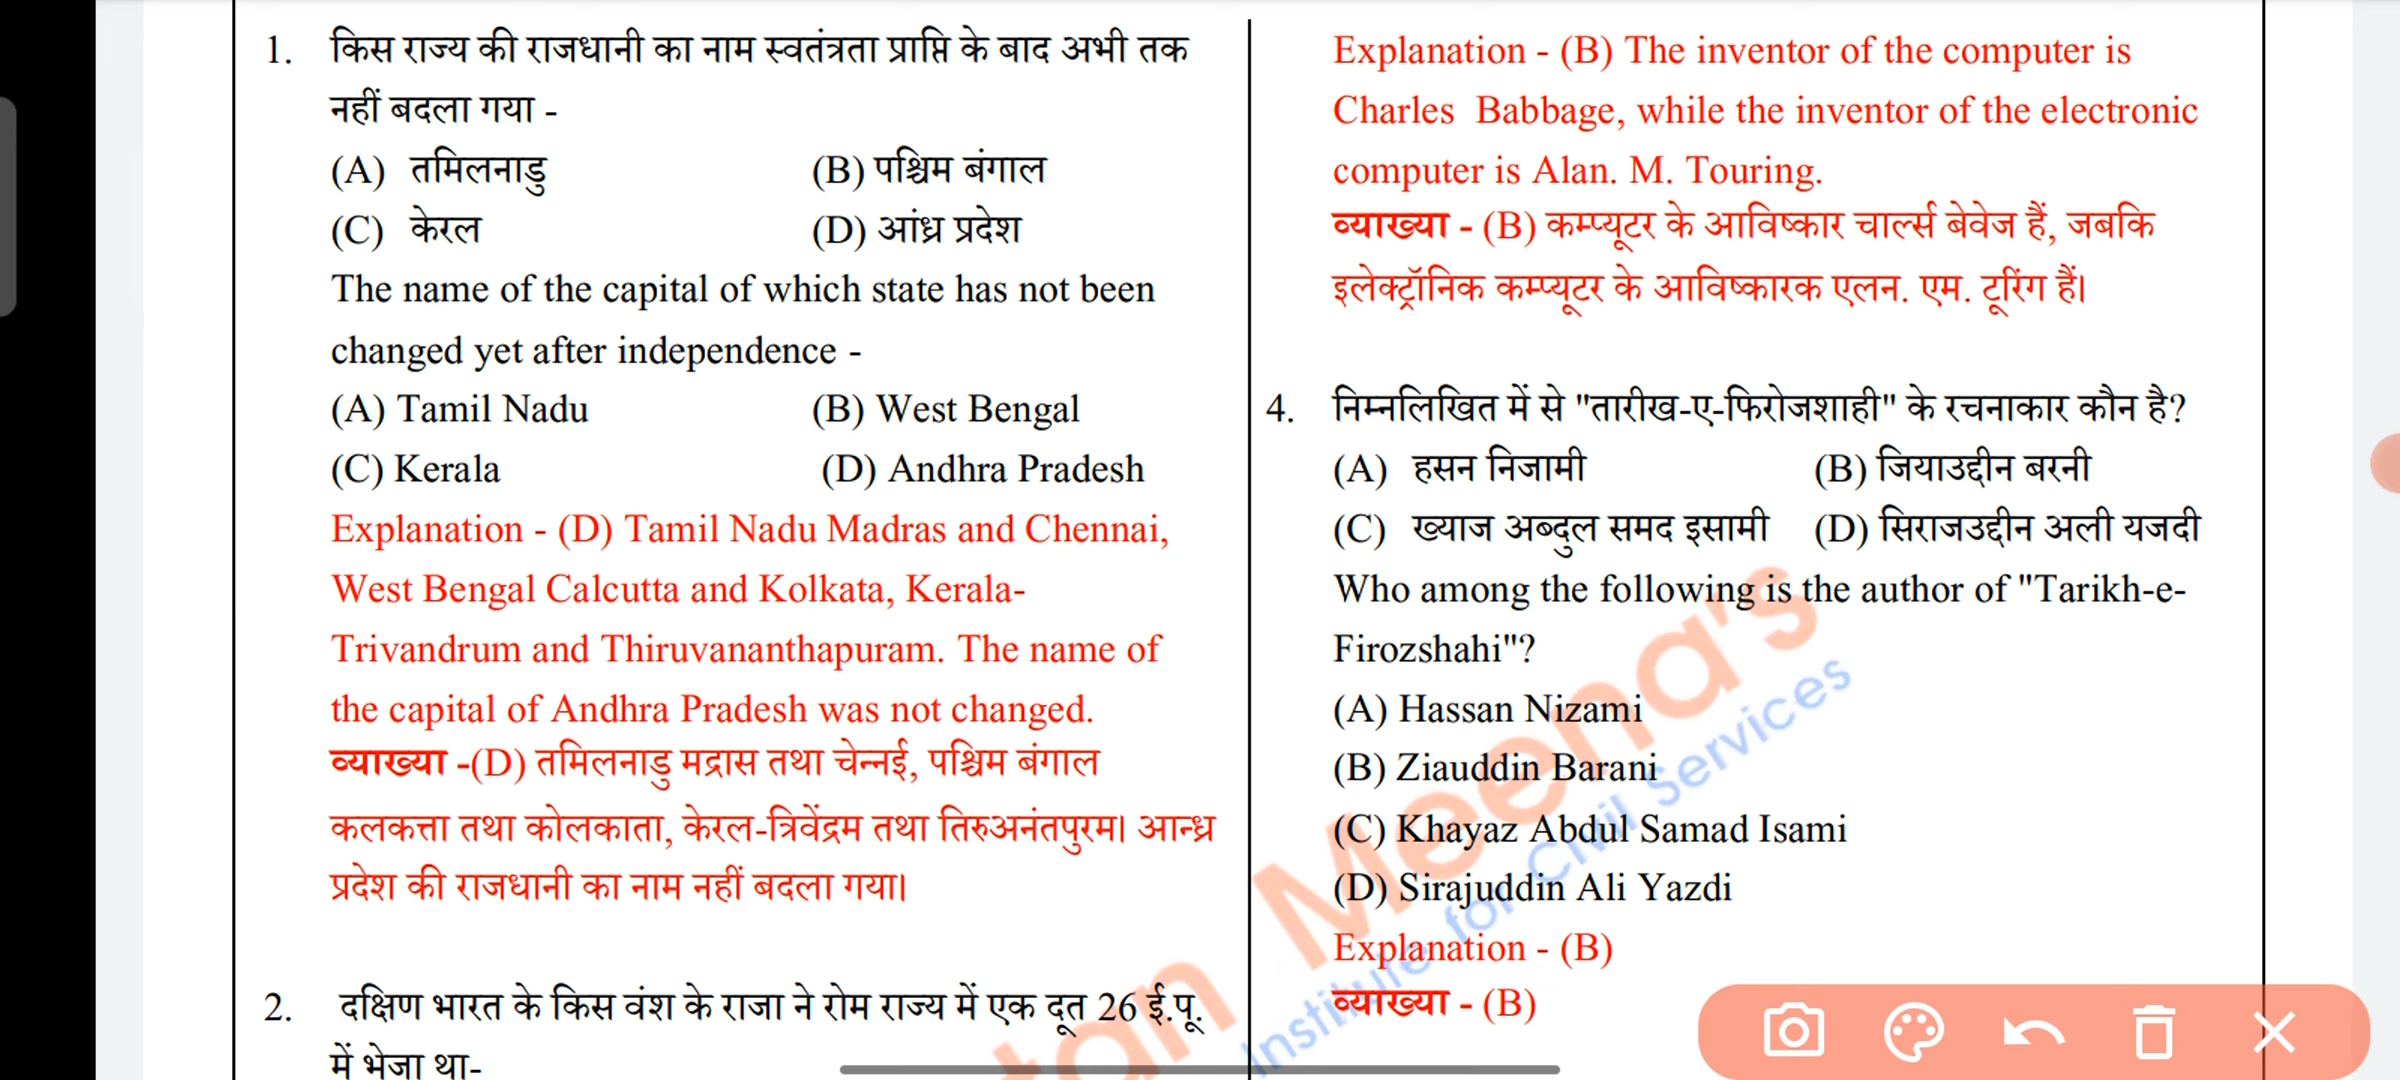 1. किस राज्य की राजधानी का नाम स्वतंत्रता प्राप्ति के बाद अभी तक
नहीं बदला गया -
(A) तमिलनाडु (B) पश्चिम बंगाल
(C) केरल (D) आंध्र प्रदेश
The name of the capital of which state has not been
changed yet after independence -
(A) Tamil Nadu (B) West Bengal
(C) Kerala (D) Andhra Pradesh
Explanation - (D) Tamil Nadu Madras and Chennai,
West Bengal Calcutta and Kolkata, Kerala-
Trivandrum and Thiruvananthapuram. The name of
the capital of Andhra Pradesh was not changed.
व्याख्या -(D) तमिलनाडु मद्रास तथा चेन्नई, पश्चिम बंगाल
कलकत्ता तथा कोलकाता, केरल-त्रिवेंद्रम तथा तिरुअनंतपुरम। आन्ध्र
प्रदेश की राजधानी का नाम नहीं बदला गया।
2. दक्षिण भारत के किस वंश के राजा ने रोम राज्य में एक दूत 26 ई.पू.
में भेजा था-
Explanation - (B) The inventor of the computer is
Charles Babbage, while the inventor of the electronic
computer is Alan. M. Touring.
व्याख्या - (B) कम्प्यूटर के आविष्कार चार्ल्स बेवेज हैं, जबकि
इलेक्ट्रॉनिक कम्प्यूटर के आविष्कारक एलन. एम. टूरिंग हैं।
4. निम्नलिखित में से "तारीख-ए-फिरोजशाही" के रचनाकार कौन है?
(A) हसन निजामी (B) जियाउद्दीन बरनी
(C) ख्याज अब्दुल समद इसामी (D) सिराजउद्दीन अली यजदी
Who among the following is the author of "Tarikh-e-
Firozshahi"?
(A) Hassan Nizami
(B) Ziauddin Barani
(C) Khayaz Abdul Samad Isami
(D) Sirajuddin Ali Yazdi
Explanation - (B)
व्याख्या - (B)
Meena's
Institute for Civil Services